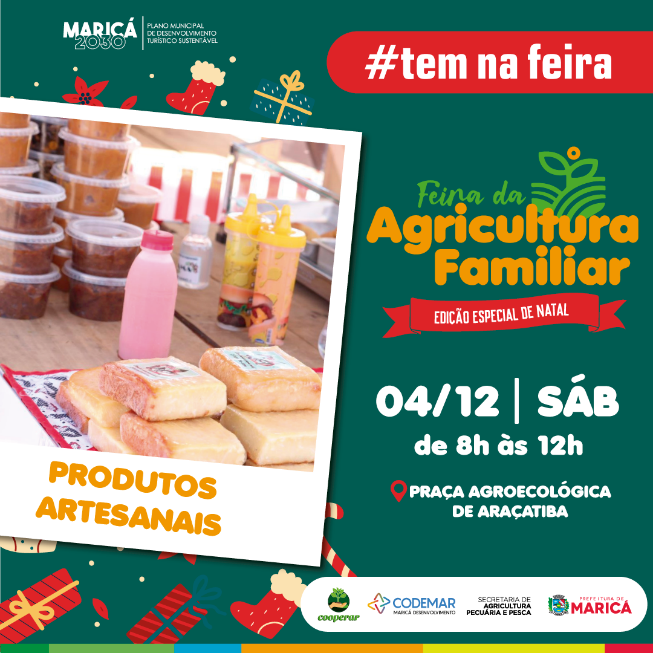 MARICÁ
2030
PLANO MUNICIPAL
DE DESENVOLVIMENTO
TURÍSTICO SUSTENTÁVEL
#tem na feira
Feira da
Agricultura
Familiar
EDIÇÃO ESPECIAL DE NATAL
04/12 | SÁB
de 8h às 12h
PRAÇA AGROECOLÓGICA
DE ARAÇATIBA
PRODUTOS
ARTESANAIS
cooperar
CODEMAR
MARICÁ DESENVOLVIMENTO
SECRETARIA DE
AGRICULTURA
PECUÁRIA E PESCA
PREFEITURA DE
MARICÁ